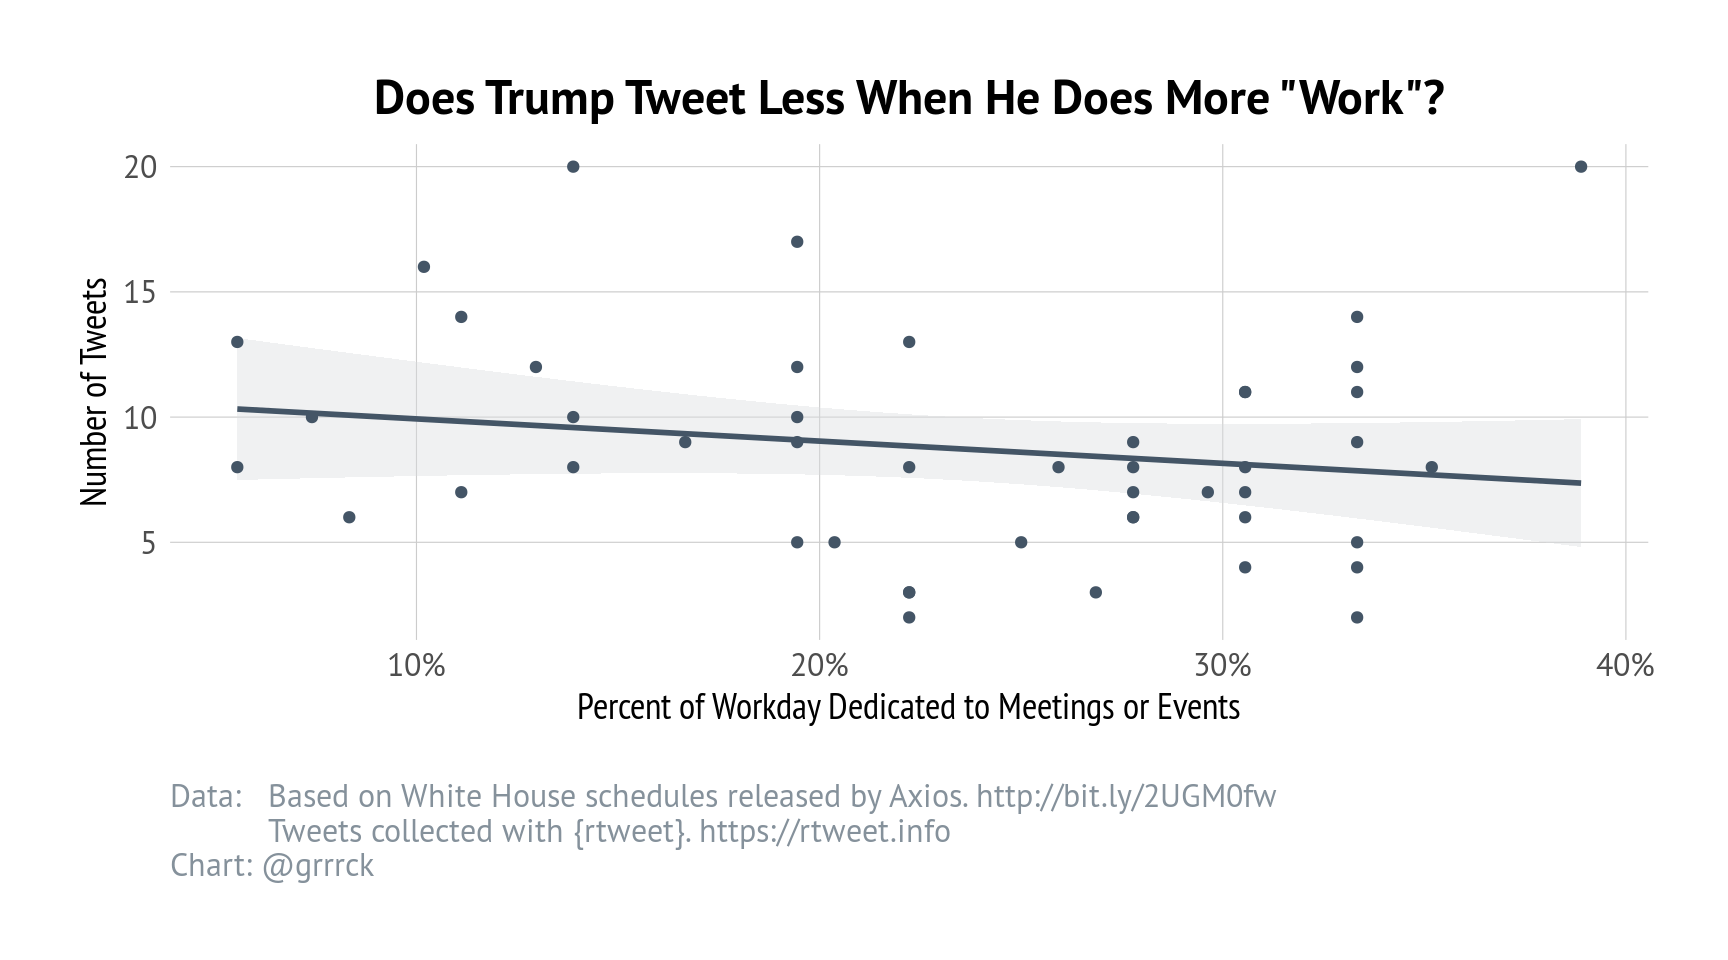 Does Trump Tweet Less When He Does More "Work"?
Number of Tweets
20
15
10
5
10%
20%
30%
40%
Percent of Workday Dedicated to Meetings or Events
Data: Based on White House schedules released by Axios. http://bit.ly/2UGM0fw
Tweets collected with {rtweet}. https://rtweet.info
Chart: @grrrck